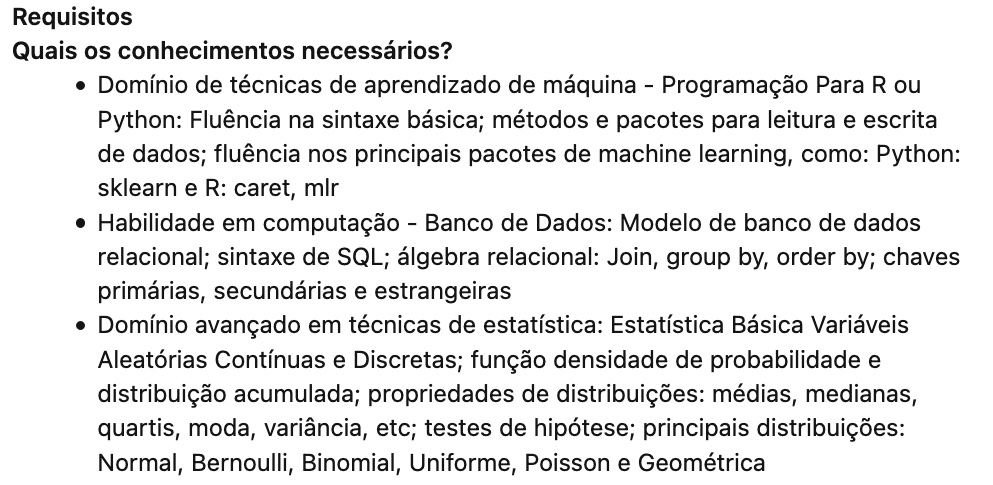 Requisitos
Quais os conhecimentos necessários?
• Domínio de técnicas de aprendizado de máquina - Programação Para R ou
Python: Fluência na sintaxe básica; métodos e pacotes para leitura e escrita
de dados; fluência nos principais pacotes de machine learning, como: Python:
sklearn e R: caret, mlr
• Habilidade em computação - Banco de Dados: Modelo de banco de dados
relacional; sintaxe de SQL; álgebra relacional: Join, group by, order by; chaves
primárias, secundárias e estrangeiras
• Domínio avançado em técnicas de estatística: Estatística Básica Variáveis
Aleatórias Contínuas e Discretas; função densidade de probabilidade e
distribuição acumulada; propriedades de distribuições: médias, medianas,
quartis, moda, variância, etc; testes de hipótese; principais distribuições:
Normal, Bernoulli, Binomial, Uniforme, Poisson e Geométrica